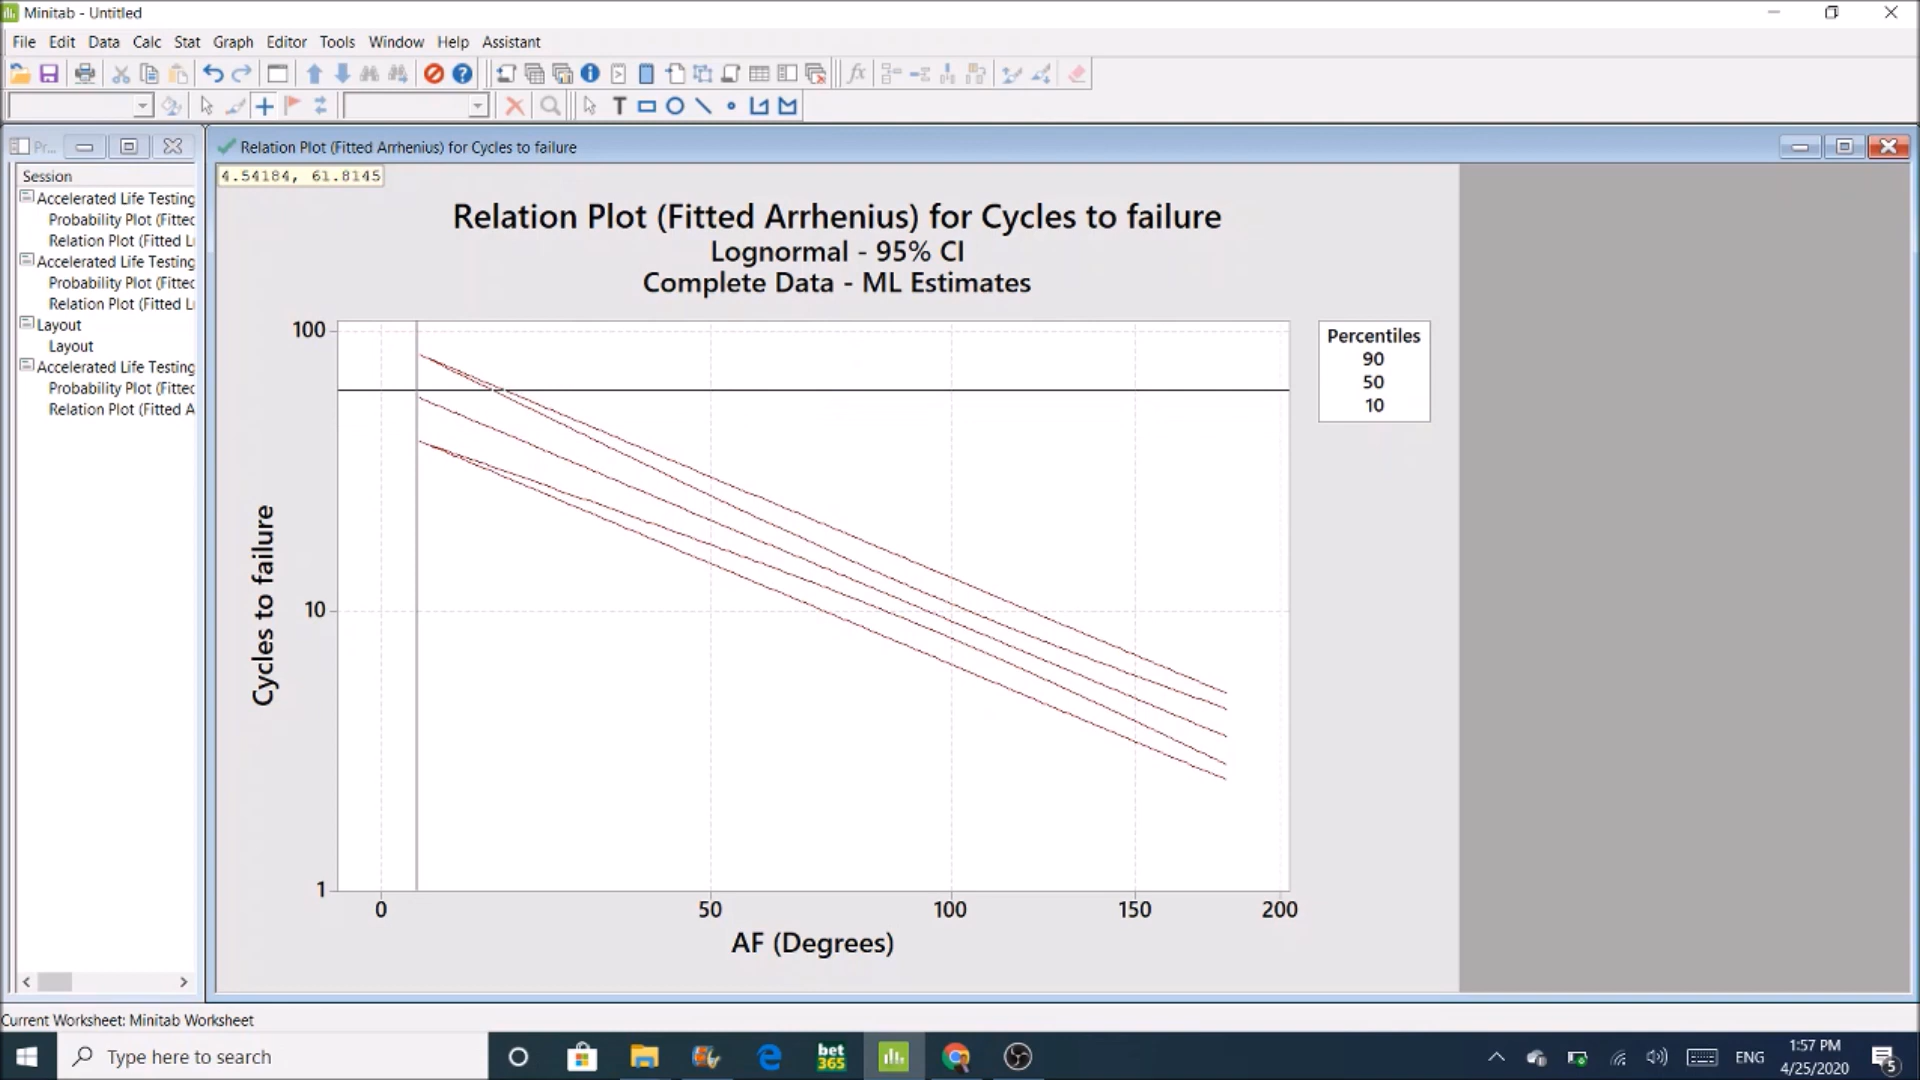 Minitab - Untitled
File Edit Data Calc Stat Graph Editor Tools Window Help Assistant
fx
T
Pr...
Session
Accelerated Life Testing
Probability Plot (Fitted
Relation Plot (Fitted L
Accelerated Life Testing
Probability Plot (Fitted
Relation Plot (Fitted L
Layout
Layout
Accelerated Life Testing
Probability Plot (Fitted
Relation Plot (Fitted A
Relation Plot (Fitted Arrhenius) for Cycles to failure
4.54184, 61.8145
Relation Plot (Fitted Arrhenius) for Cycles to failure
Lognormal - 95% CI
Complete Data - ML Estimates
100
10
1
Cycles to failure
0 50 100 150 200
AF (Degrees)
Percentiles
90
50
10
Current Worksheet: Minitab Worksheet
Type here to search
bet
365
ENG
1:57 PM
4/25/2020
5